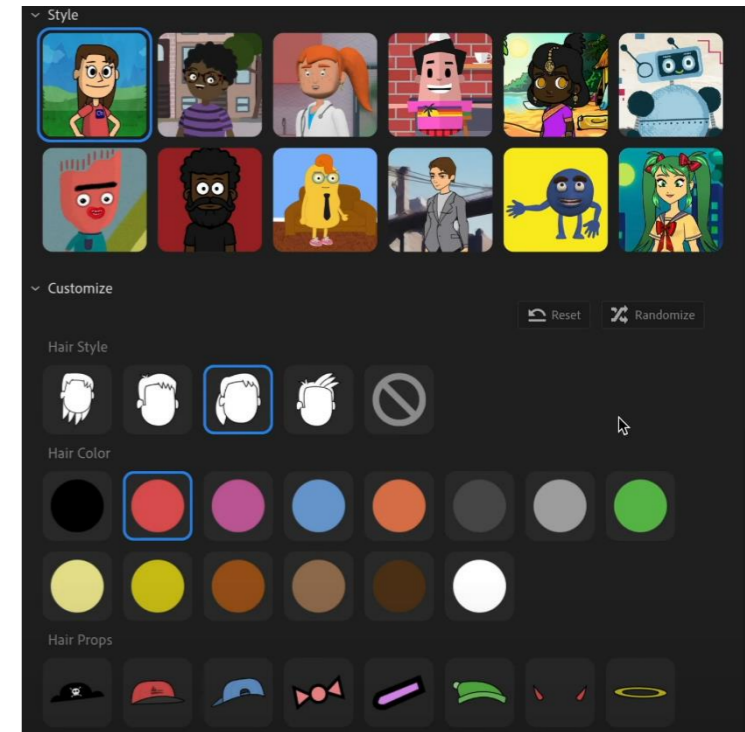 Style
Customize
Reset
Randomize
Hair Style
Hair Color
Hair Props